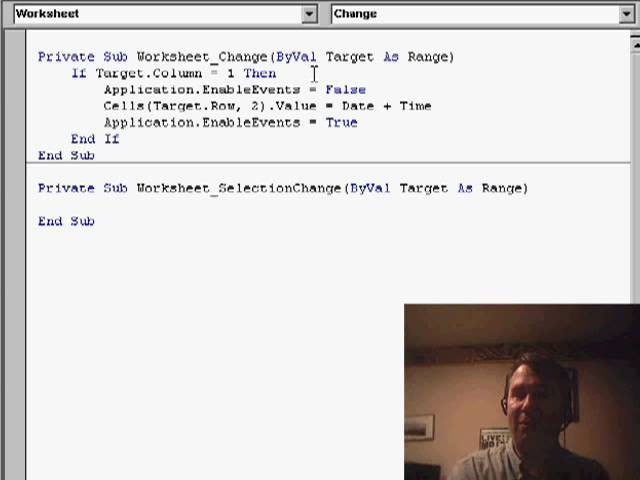 Worksheet
Change
Private Sub Worksheet_Change(ByVal Target As Range)
If Target.Column = 1 Then
Application.EnableEvents = False
Cells(Target.Row, 2).Value = Date + Time
Application.EnableEvents = True
End If
End Sub
Private Sub Worksheet_SelectionChange(ByVal Target As Range)
End Sub